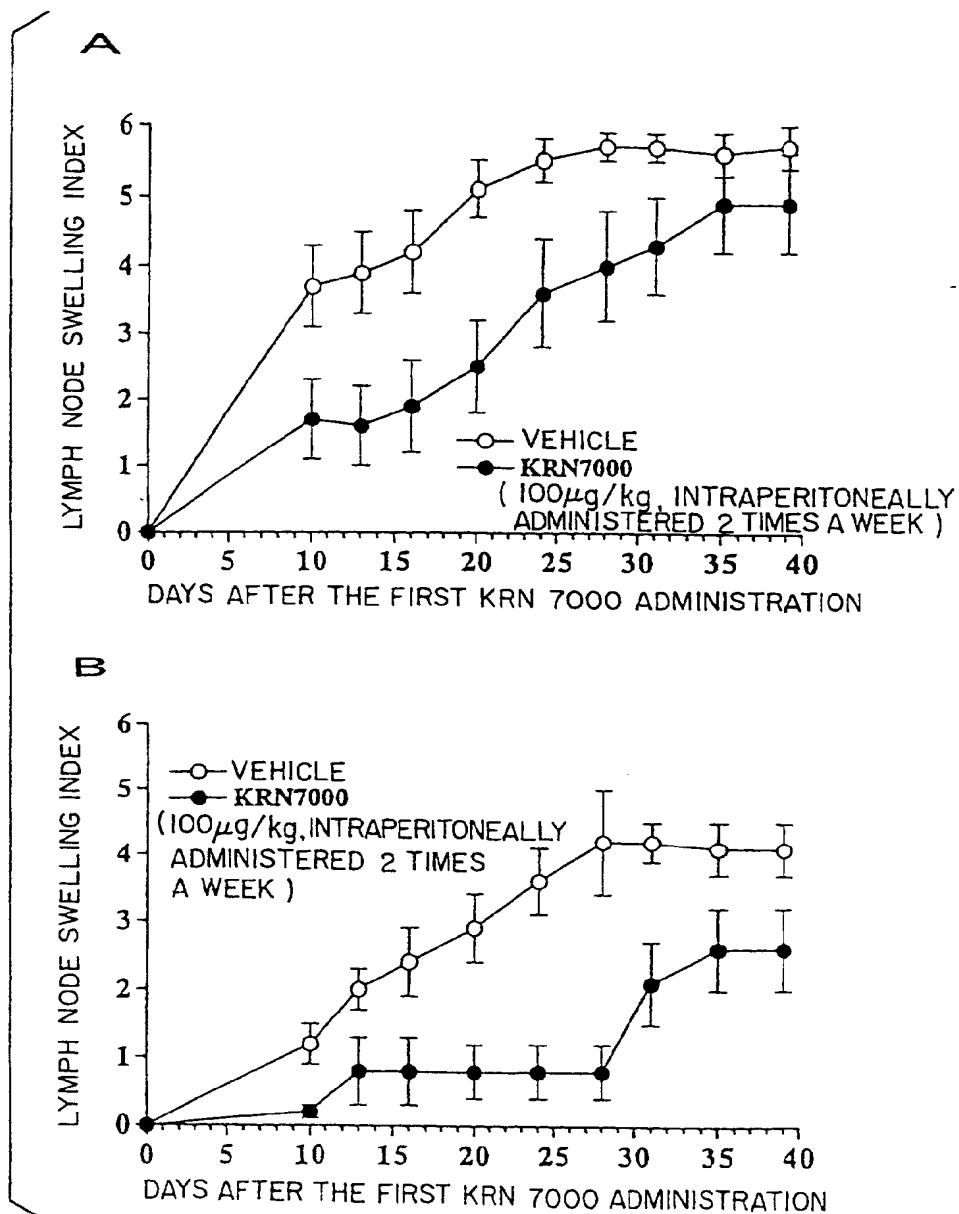 A
LYMPH NODE SWELLING INDEX
6
5
4
3
2
1
0
VEHICLE
KRN7000
(100µg/kg, INTRAPERITONEALLY
ADMINISTERED 2 TIMES A WEEK)
0 5 10 15 20 25 30 35 40
DAYS AFTER THE FIRST KRN 7000 ADMINISTRATION
B
LYMPH NODE SWELLING INDEX
6
5
4
3
2
1
0
VEHICLE
KRN7000
(100µg/kg, INTRAPERITONEALLY
ADMINISTERED 2 TIMES
A WEEK)
0 5 10 15 20 25 30 35 40
DAYS AFTER THE FIRST KRN 7000 ADMINISTRATION